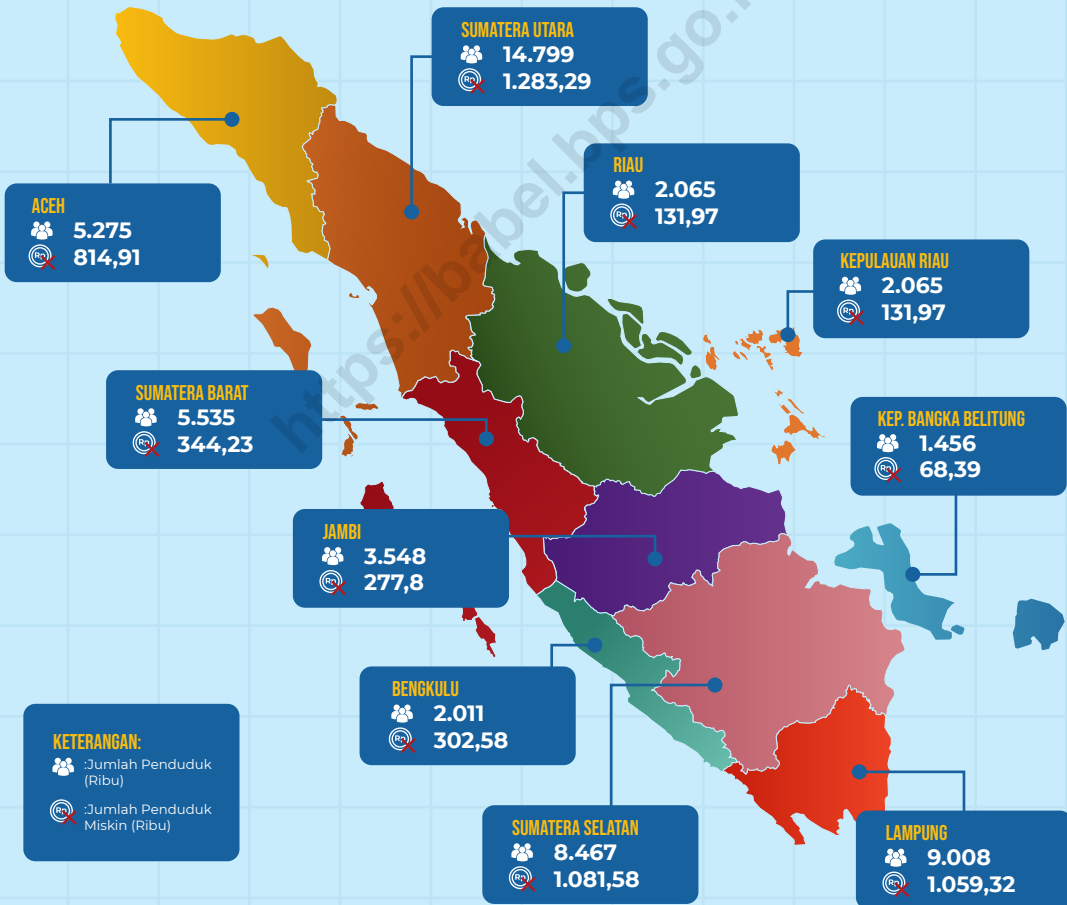 SUMATERA UTARA
14.799
1.283,29
RIAU
2.065
131,97
ACEH
5.275
814,91
KEPULAUAN RIAU
2.065
131,97
SUMATERA BARAT
5.535
344,23
KEP. BANGKA BELITUNG
1.456
68,39
JAMBI
3.548
277,8
BENGKULU
2.011
302,58
KETERANGAN:
:Jumlah Penduduk
(Ribu)
Rp :Jumlah Penduduk
Miskin (Ribu)
SUMATERA SELATAN
8.467
1.081,58
LAMPUNG
9.008
1.059,32
https://babel.bps.go.i